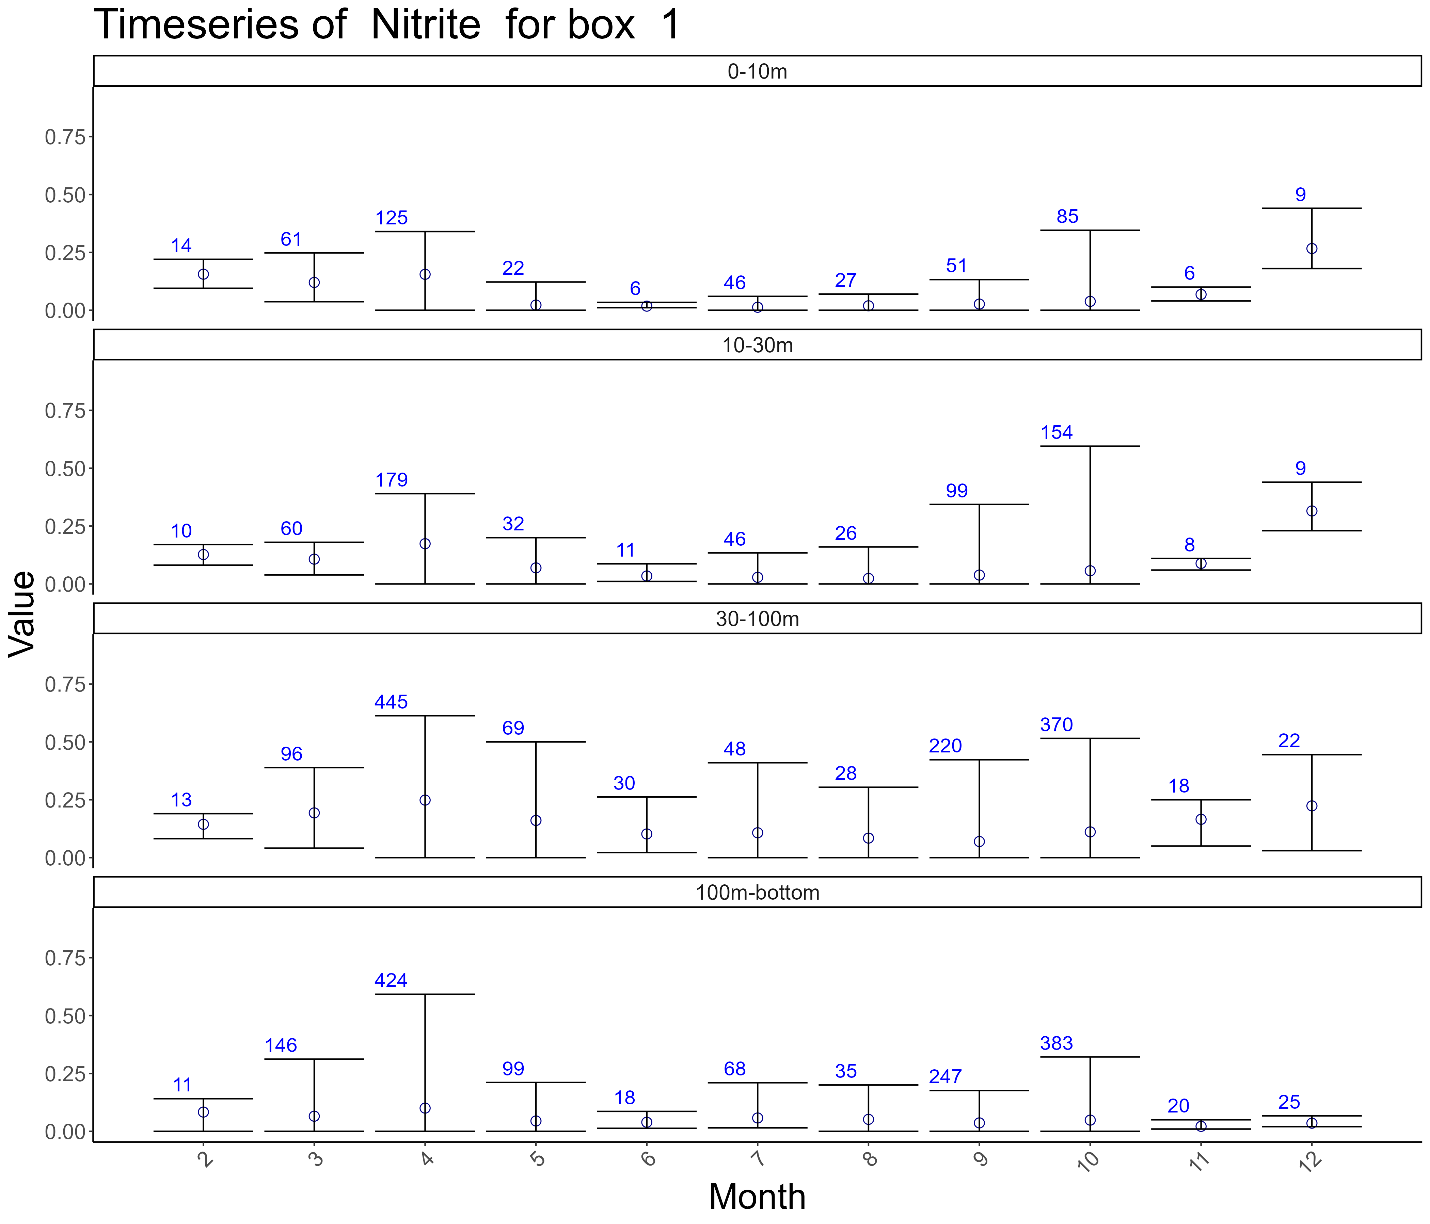 Timeseries of  Nitrite  for box  1
0-10m
0.75
0.50
0.25
0.00
14 61 125 22 6 46 27 51 85 6 9
10-30m
0.75
0.50
0.25
0.00
10 60 179 32 11 46 26 99 154 8 9
Value
30-100m
0.75
0.50
0.25
0.00
13 96 445 69 30 48 28 220 370 18 22
100m-bottom
0.75
0.50
0.25
0.00
11 146 424 99 18 68 35 247 383 20 25
2 3 4 5 6 7 8 9 10 11 12
Month